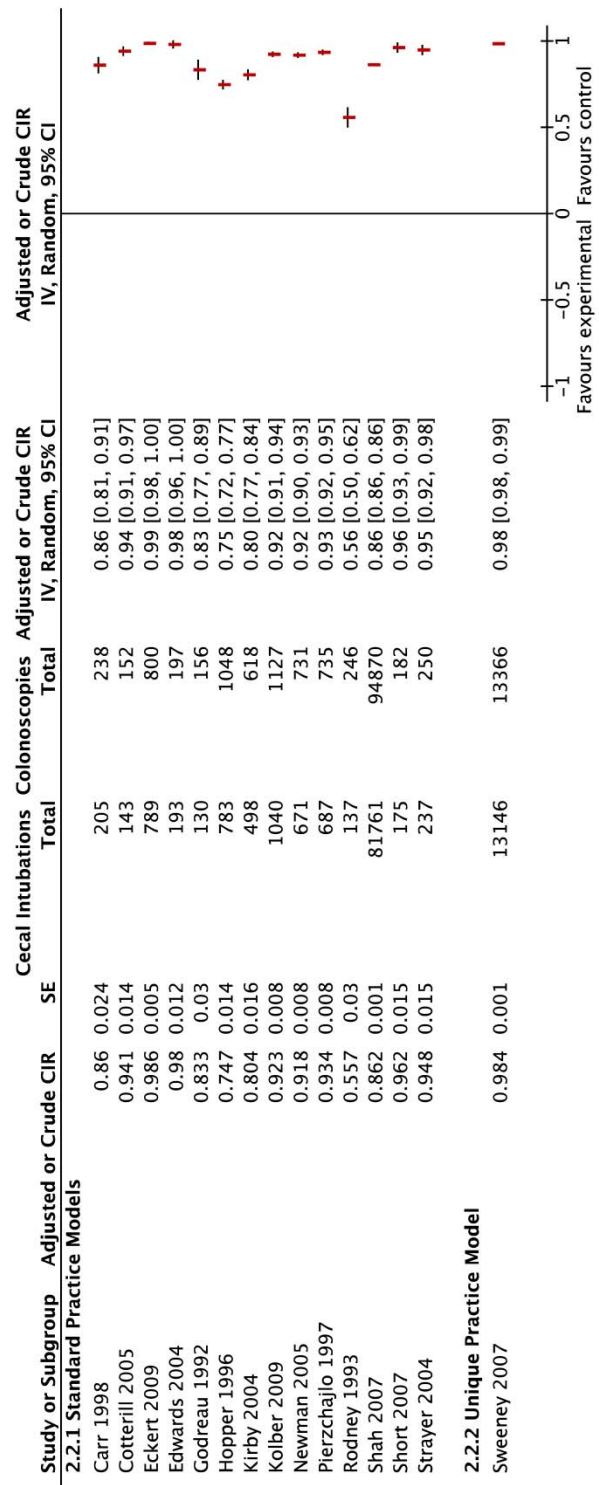 Cecal Intubations Colonoscopies Adjusted or Crude CIR Adjusted or Crude CIR
Study or Subgroup Adjusted or Crude CIR SE Total Total IV, Random, 95% CI IV, Random, 95% CI
2.2.1 Standard Practice Models
Carr 1998 0.86 0.024 205 238 0.86 [0.81, 0.91]
Cotterill 2005 0.941 0.014 143 152 0.94 [0.91, 0.97]
Eckert 2009 0.986 0.005 789 800 0.99 [0.98, 1.00]
Edwards 2004 0.98 0.012 193 197 0.98 [0.96, 1.00]
Godreau 1992 0.833 0.03 130 156 0.83 [0.77, 0.89]
Hopper 1996 0.747 0.014 783 1048 0.75 [0.72, 0.77]
Kirby 2004 0.804 0.016 498 618 0.80 [0.77, 0.84]
Kolber 2009 0.923 0.008 1040 1127 0.92 [0.91, 0.94]
Newman 2005 0.918 0.008 671 731 0.92 [0.90, 0.93]
Pierzchajlo 1997 0.934 0.008 687 735 0.93 [0.92, 0.95]
Rodney 1993 0.557 0.03 137 246 0.56 [0.50, 0.62]
Shah 2007 0.862 0.001 81761 94870 0.86 [0.86, 0.86]
Short 2007 0.962 0.015 175 182 0.96 [0.93, 0.99]
Strayer 2004 0.948 0.015 237 250 0.95 [0.92, 0.98]
2.2.2 Unique Practice Model
Sweeney 2007 0.984 0.001 13146 13366 0.98 [0.98, 0.99]
-1 -0.5 0 0.5 1
Favours experimental Favours control